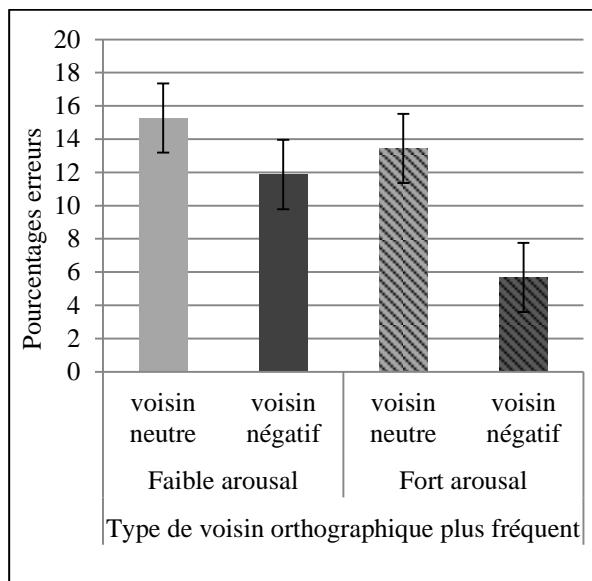 Pourcentages erreurs
20
18
16
14
12
10
8
6
4
2
0
voisin neutre
voisin négatif
voisin neutre
voisin négatif
Faible arousal
Fort arousal
Type de voisin orthographique plus fréquent